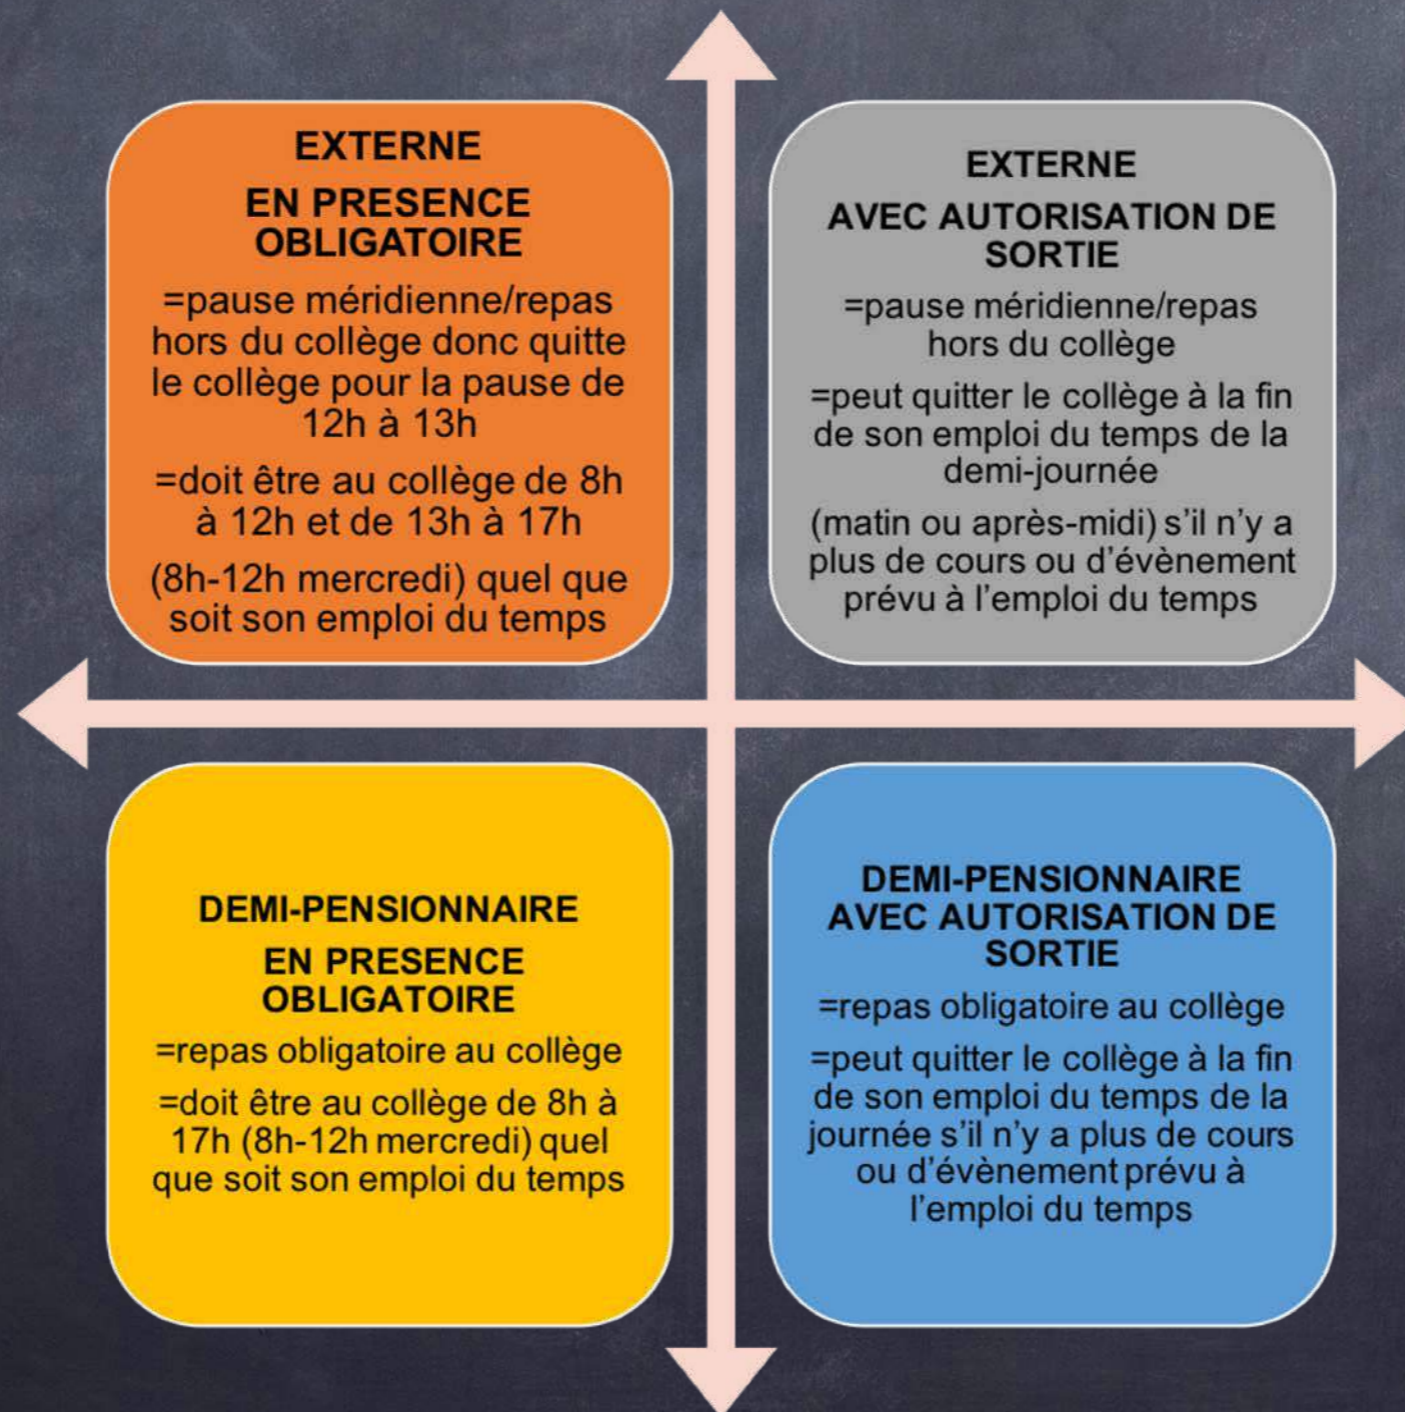 EXTERNE
EN PRESENCE
OBLIGATOIRE
=pause méridienne/repas
hors du collège donc quitte
le collège pour la pause de
12h à 13h
=doit être au collège de 8h
à 12h et de 13h à 17h
(8h-12h mercredi) quel que
soit son emploi du temps
EXTERNE
AVEC AUTORISATION DE
SORTIE
=pause méridienne/repas
hors du collège
=peut quitter le collège à la fin
de son emploi du temps de la
demi-journée
(matin ou après-midi) s’il n’y a
plus de cours ou d’évènement
prévu à l’emploi du temps
DEMI-PENSIONNAIRE
EN PRESENCE
OBLIGATOIRE
=repas obligatoire au collège
=doit être au collège de 8h à
17h (8h-12h mercredi) quel
que soit son emploi du temps
DEMI-PENSIONNAIRE
AVEC AUTORISATION DE
SORTIE
=repas obligatoire au collège
=peut quitter le collège à la fin
de son emploi du temps de la
journée s’il n’y a plus de cours
ou d’évènement prévu à
l’emploi du temps